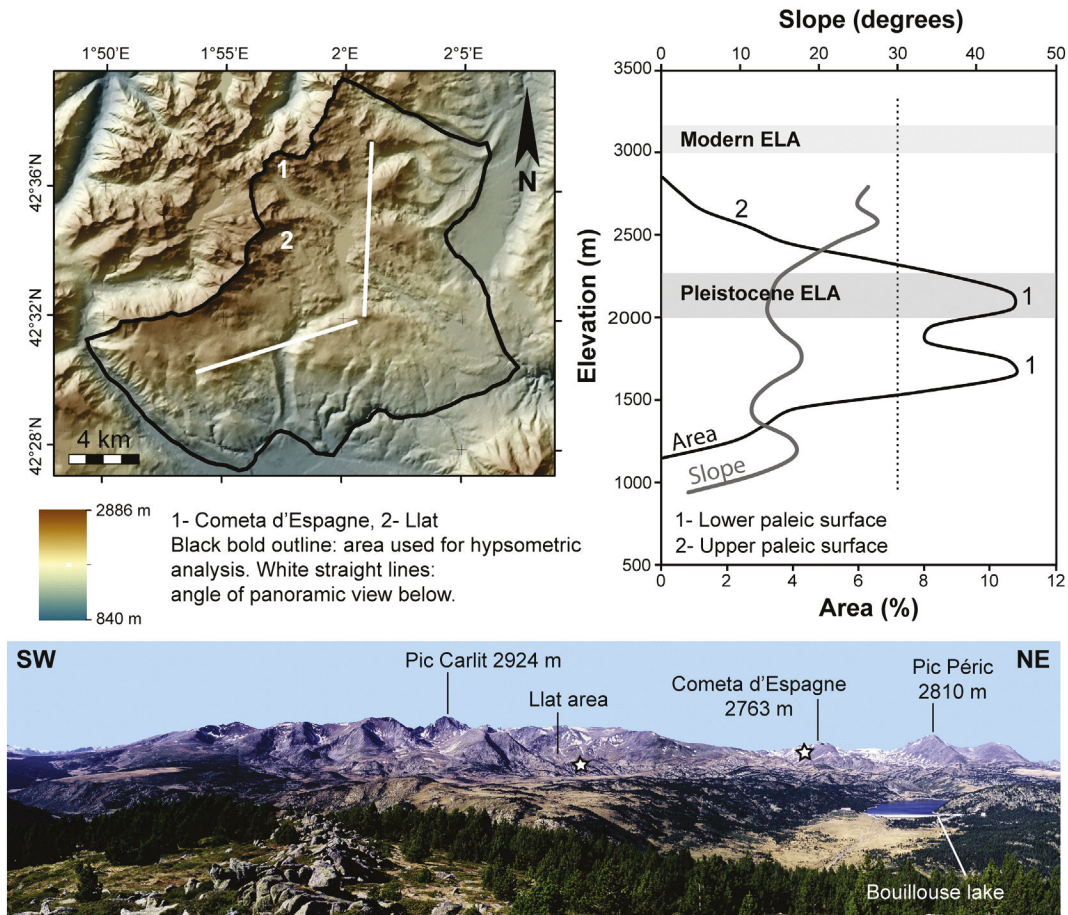 1°50'E
1°55'E
2°E
2°5'E
42°36'N
42°32'N
42°28'N
1
2
N
4 km
2886 m
840 m
1- Cometa d'Espagne, 2- Llat
Black bold outline: area used for hypsometric
analysis. White straight lines:
angle of panoramic view below.
Slope (degrees)
0
10
20
30
40
50
3500
3000
2500
2000
1500
1000
500
Elevation (m)
Modern ELA
2
Pleistocene ELA
1
1
Area
Slope
1- Lower paleic surface
2- Upper paleic surface
0
2
4
6
8
10
12
Area (%)
SW
NE
Pic Carlit 2924 m
Llat area
Cometa d'Espagne
2763 m
Pic Péric
2810 m
Bouillouse lake